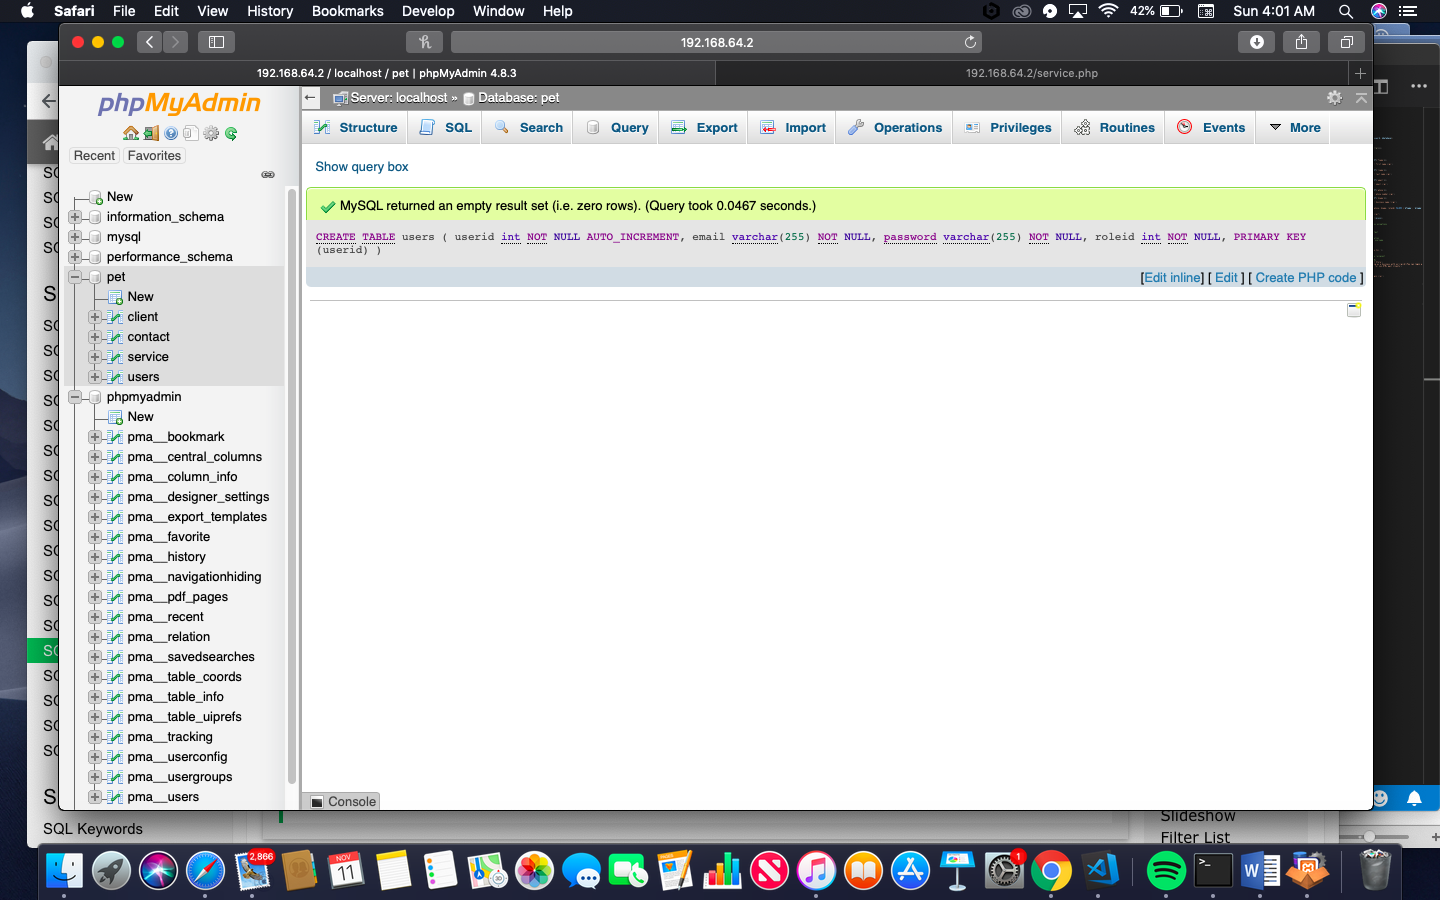 Safari File Edit View History Bookmarks Develop Window Help 42% Sun 4:01 AM
192.168.64.2
192.168.64.2 / localhost / pet | phpMyAdmin 4.8.3
192.168.64.2/service.php
phpMyAdmin
Recent Favorites
New
information_schema
mysql
performance_schema
pet
New
client
contact
service
users
phpmyadmin
New
pma__bookmark
pma__central_columns
pma__column_info
pma__designer_settings
pma__export_templates
pma__favorite
pma__history
pma__navigationhiding
pma__pdf_pages
pma__recent
pma__relation
pma__savedsearches
pma__table_coords
pma__table_info
pma__table_uiprefs
pma__tracking
pma__userconfig
pma__usergroups
pma__users
Server: localhost » Database: pet
Structure SQL Search Query Export Import Operations Privileges Routines Events More
Show query box
MySQL returned an empty result set (i.e. zero rows). (Query took 0.0467 seconds.)
CREATE TABLE users ( userid int NOT NULL AUTO_INCREMENT, email varchar(255) NOT NULL, password varchar(255) NOT NULL, roleid int NOT NULL, PRIMARY KEY
(userid) )
[Edit inline] [ Edit ] [ Create PHP code ]
Console
SQL Keywords
Slideshow
Filter List
2,866
NOV
11
1